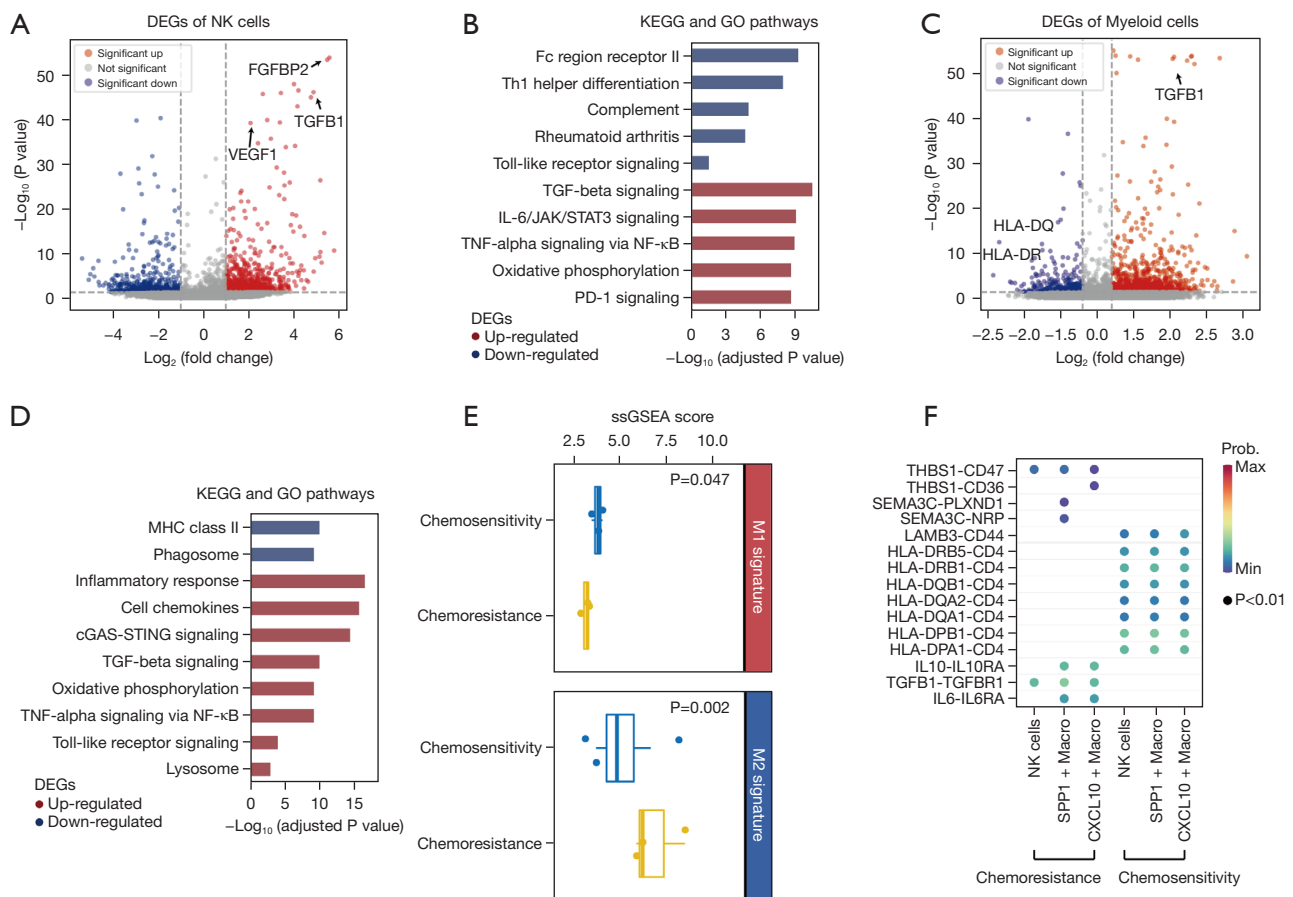 A
DEGs of NK cells
Significant up
Not significant
Significant down
FGFBP2
TGFB1
VEGF1
50
40
30
20
10
0
−Log10 (P value)
−4 −2 0 2 4 6
Log2 (fold change)
B
KEGG and GO pathways
Fc region receptor II
Th1 helper differentiation
Complement
Rheumatoid arthritis
Toll-like receptor signaling
TGF-beta signaling
IL-6/JAK/STAT3 signaling
TNF-alpha signaling via NF-κB
Oxidative phosphorylation
PD-1 signaling
0 3 6 9
−Log10 (adjusted P value)
DEGs
Up-regulated
Down-regulated
C
DEGs of Myeloid cells
Significant up
Not significant
Significant down
TGFB1
HLA-DQ
HLA-DR
50
40
30
20
10
0
−Log10 (P value)
−2.5 −2.0 −1.0 0.0 1.0 1.5 2.0 2.5 3.0
Log2 (fold change)
D
KEGG and GO pathways
MHC class II
Phagosome
Inflammatory response
Cell chemokines
cGAS-STING signaling
TGF-beta signaling
Oxidative phosphorylation
TNF-alpha signaling via NF-κB
Toll-like receptor signaling
Lysosome
0 5 10 15
−Log10 (adjusted P value)
DEGs
Up-regulated
Down-regulated
E
ssGSEA score
2.5 5.0 7.5 10.0
P=0.047
Chemosensitivity
Chemoresistance
M1 signature
P=0.002
Chemosensitivity
Chemoresistance
M2 signature
F
THBS1-CD47
THBS1-CD36
SEMA3C-PLXND1
SEMA3C-NRP
LAMB3-CD44
HLA-DRB5-CD4
HLA-DRB1-CD4
HLA-DQB1-CD4
HLA-DQA2-CD4
HLA-DQA1-CD4
HLA-DPB1-CD4
HLA-DPA1-CD4
IL10-IL10RA
TGFB1-TGFBR1
IL6-IL6RA
NK cells
SPP1 + Macro
CXCL10 + Macro
NK cells
SPP1 + Macro
CXCL10 + Macro
Chemoresistance Chemosensitivity
Prob.
Max
Min
P<0.01